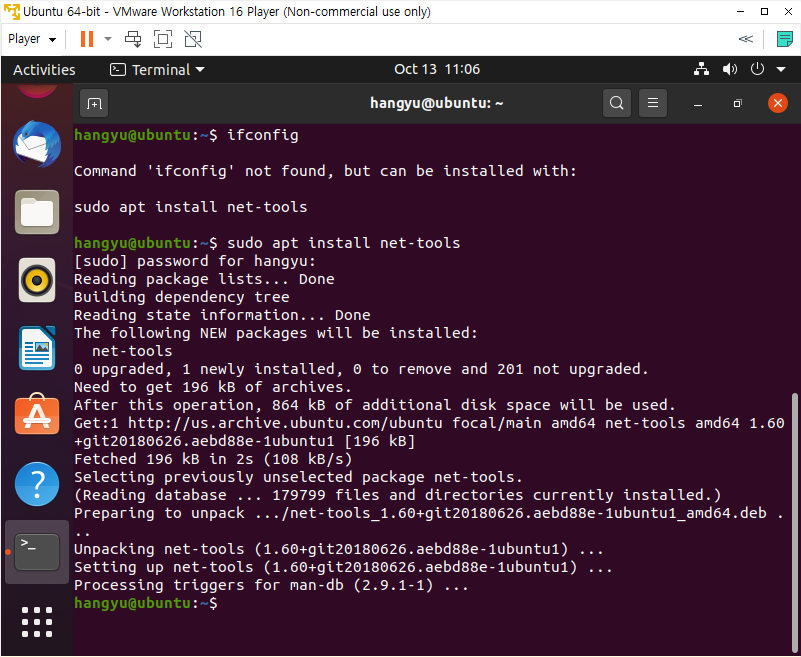 Ubuntu 64-bit - VMware Workstation 16 Player (Non-commercial use only)
Player
Activities
Terminal
Oct 13  11:06
hangyu@ubuntu: ~
hangyu@ubuntu:~$ ifconfig
Command 'ifconfig' not found, but can be installed with:
sudo apt install net-tools
hangyu@ubuntu:~$ sudo apt install net-tools
[sudo] password for hangyu:
Reading package lists... Done
Building dependency tree
Reading state information... Done
The following NEW packages will be installed:
  net-tools
0 upgraded, 1 newly installed, 0 to remove and 201 not upgraded.
Need to get 196 kB of archives.
After this operation, 864 kB of additional disk space will be used.
Get:1 http://us.archive.ubuntu.com/ubuntu focal/main amd64 net-tools amd64 1.60
+git20180626.aebd88e-1ubuntu1 [196 kB]
Fetched 196 kB in 2s (108 kB/s)
Selecting previously unselected package net-tools.
(Reading database ... 179799 files and directories currently installed.)
Preparing to unpack .../net-tools_1.60+git20180626.aebd88e-1ubuntu1_amd64.deb .
..
Unpacking net-tools (1.60+git20180626.aebd88e-1ubuntu1) ...
Setting up net-tools (1.60+git20180626.aebd88e-1ubuntu1) ...
Processing triggers for man-db (2.9.1-1) ...
hangyu@ubuntu:~$